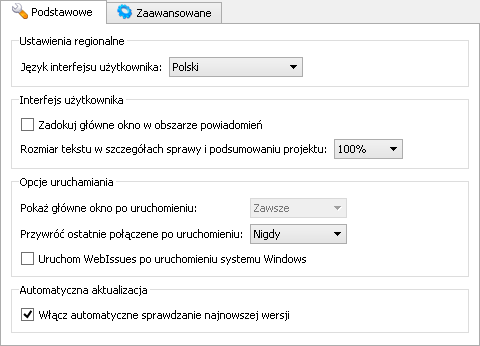 Podstawowe Zaawansowane
Ustawienia regionalne
Język interfejsu użytkownika: Polski
Interfejs użytkownika
Zadokuj główne okno w obszarze powiadomień
Rozmiar tekstu w szczegółach sprawy i podsumowaniu projektu: 100%
Opcje uruchamiania
Pokaż główne okno po uruchomieniu: Zawsze
Przywróć ostatnie połączene po uruchomieniu: Nigdy
Uruchom WebIssues po uruchomieniu systemu Windows
Automatyczna aktualizacja
Włącz automatyczne sprawdzanie najnowszej wersji